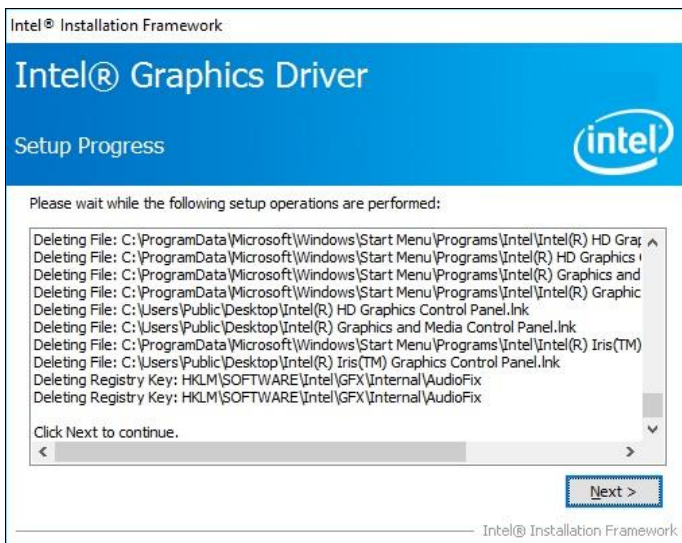 Intel® Installation Framework
Intel® Graphics Driver
Setup Progress
intel
Please wait while the following setup operations are performed:
Deleting File: C:\ProgramData\Microsoft\Windows\Start Menu\Programs\Intel\Intel(R) HD Grap
Deleting File: C:\ProgramData\Microsoft\Windows\Start Menu\Programs\Intel(R) HD Graphics
Deleting File: C:\ProgramData\Microsoft\Windows\Start Menu\Programs\Intel(R) Graphics and
Deleting File: C:\ProgramData\Microsoft\Windows\Start Menu\Programs\Intel\Intel(R) Graphic
Deleting File: C:\Users\Public\Desktop\Intel(R) HD Graphics Control Panel.lnk
Deleting File: C:\Users\Public\Desktop\Intel(R) Graphics and Media Control Panel.lnk
Deleting File: C:\ProgramData\Microsoft\Windows\Start Menu\Programs\Intel\Intel(R) Iris(TM)
Deleting File: C:\Users\Public\Desktop\Intel(R) Iris(TM) Graphics Control Panel.lnk
Deleting Registry Key: HKLM\SOFTWARE\Intel\GFX\Internal\AudioFix
Deleting Registry Key: HKLM\SOFTWARE\Intel\GFX\Internal\AudioFix
Click Next to continue.
Next >
Intel® Installation Framework